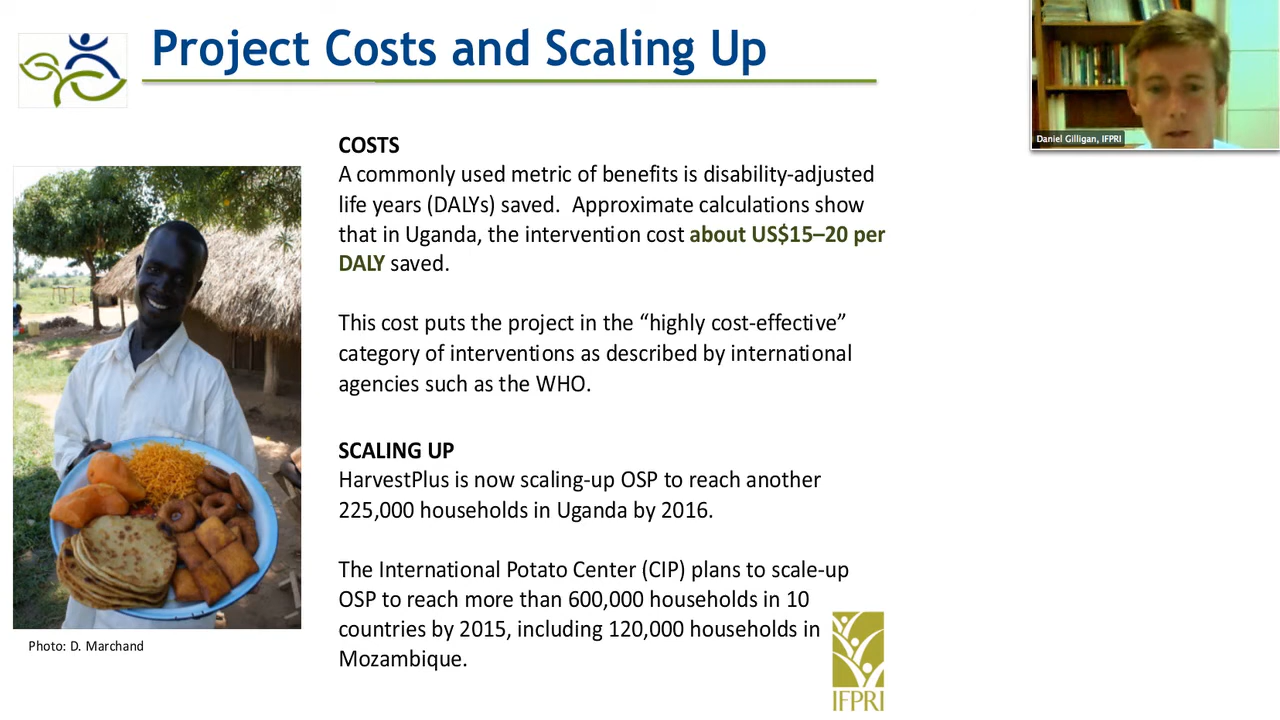 Project Costs and Scaling Up
Daniel Gilligan, IFPRI
COSTS
A commonly used metric of benefits is disability-adjusted
life years (DALYs) saved.  Approximate calculations show
that in Uganda, the intervention cost about US$15–20 per
DALY saved.
This cost puts the project in the “highly cost-effective”
category of interventions as described by international
agencies such as the WHO.
SCALING UP
HarvestPlus is now scaling-up OSP to reach another
225,000 households in Uganda by 2016.
The International Potato Center (CIP) plans to scale-up
OSP to reach more than 600,000 households in 10
countries by 2015, including 120,000 households in
Mozambique.
Photo: D. Marchand
IFPRI